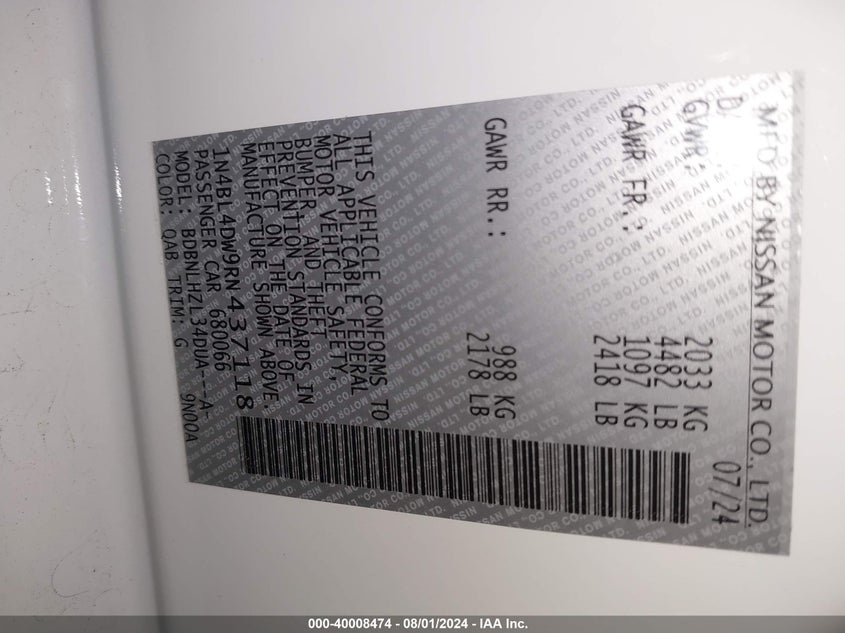 MFD BY NISSAN MOTOR CO., LTD.
07/24
GVWR: 2033 KG
4482 LB
GAWR FR.: 1097 KG
2418 LB
GAWR RR.: 988 KG
2178 LB
THIS VEHICLE CONFORMS TO
ALL APPLICABLE FEDERAL
MOTOR VEHICLE SAFETY
BUMPER AND THEFT
PREVENTION STANDARDS IN
EFFECT ON THE DATE OF
MANUFACTURE SHOWN ABOVE
1N4BL4DW9RN437118
PASSENGER CAR 680066
MODEL BDBNLHZL34DUA---A-
COLOR: QAB TRIM: G 9N00A
000-40008474 - 08/01/2024 - IAA Inc.